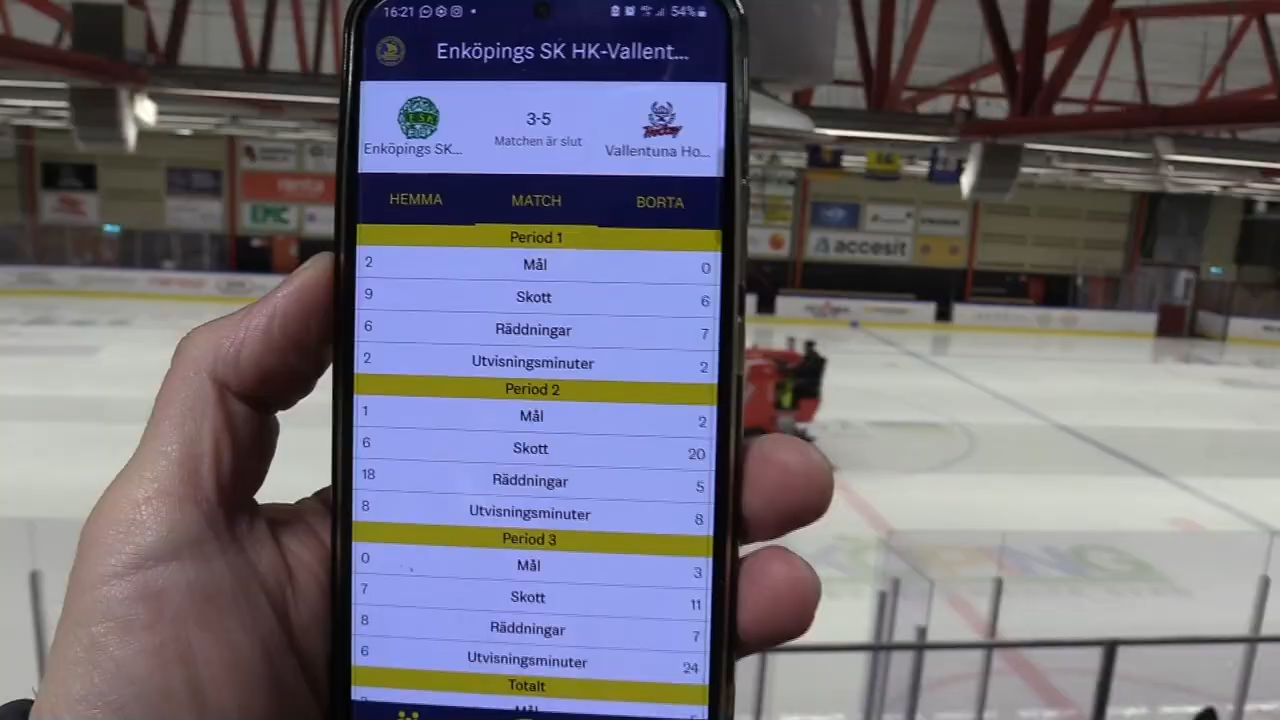 16:21
54%
Enköpings SK HK-Vallent...
ESK
Hockey
3-5
Matchen är slut
Enköpings SK...
Vallentuna Ho...
HEMMA MATCH BORTA
Period 1
2 Mål 0
9 Skott 6
6 Räddningar 7
2 Utvisningsminuter 2
Period 2
1 Mål 2
6 Skott 20
18 Räddningar 5
8 Utvisningsminuter 8
Period 3
0 Mål 3
7 Skott 11
8 Räddningar 7
6 Utvisningsminuter 24
Totalt
Mål
accesit